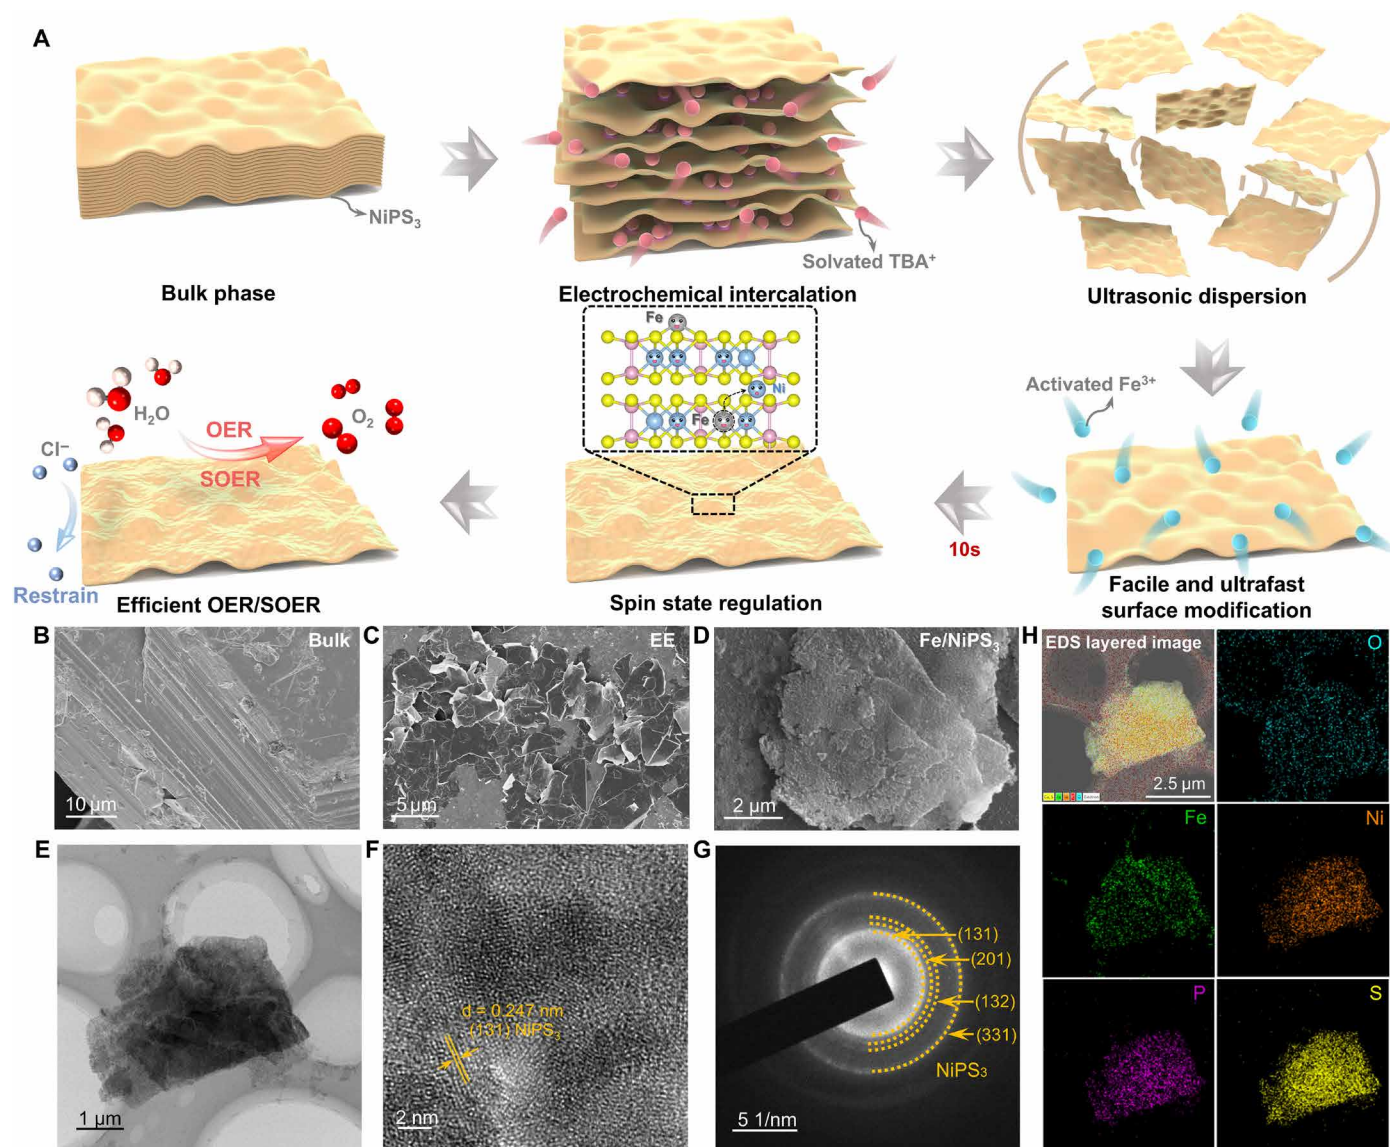 A
NiPS₃
Solvated TBA⁺
Bulk phase
Electrochemical intercalation
Ultrasonic dispersion
Fe
Ni
Fe
Activated Fe³⁺
H₂O
O₂
OER
SOER
Cl⁻
Restrain
10s
Efficient OER/SOER
Spin state regulation
Facile and ultrafast
surface modification
B
Bulk
10 µm
C
EE
5 µm
D
Fe/NiPS₃
2 µm
E
1 µm
F
d = 0.247 nm
(131) NiPS₃
2 nm
G
(131)
(201)
(132)
(331)
NiPS₃
5 1/nm
H
EDS layered image
2.5 µm
O
Fe
Ni
P
S